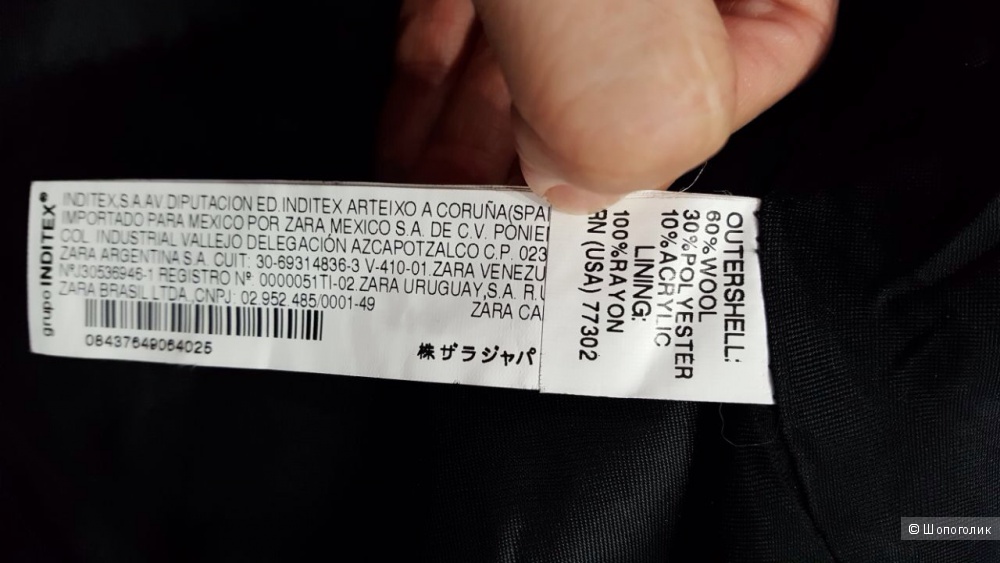 grupo INDITEX®
INDITEX,S.A.AV DIPUTACION ED.INDITEX ARTEIXO A CORUÑA(SPAI
IMPORTADO PARA MEXICO POR ZARA MEXICO S.A. DE C.V. PONIE
COL. INDUSTRIAL VALLEJO DELEGACIÓN AZCAPOTZALCO C.P. 023
ZARA ARGENTINA S.A. CUIT: 30-69314836-3 V-410-01.ZARA VENEZU
NºJ30536946-1 REGISTRO Nº: 0000051TI-02.ZARA URUGUAY,S.A. R.U
ZARA BRASIL LTDA.,CNPJ: 02.952.485/0001-49
ZARA CA
08437649064025
株ザラジャパ
OUTERSHELL:
60%WOOL
30%POLYESTER
10%ACRYLIC
LINING:
100%RAYON
RN (USA) 77302
© Шопоголик